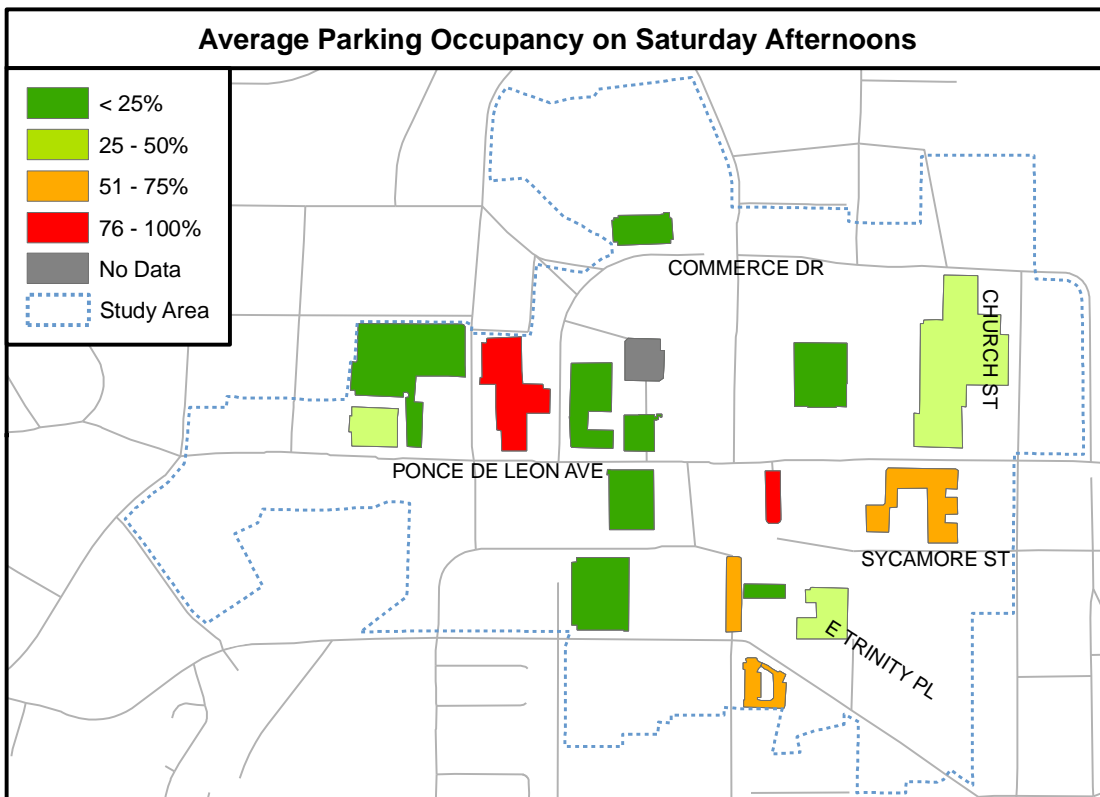 Average Parking Occupancy on Saturday Afternoons
< 25%
25 - 50%
51 - 75%
76 - 100%
No Data
Study Area
COMMERCE DR
CHURCH ST
PONCE DE LEON AVE
SYCAMORE ST
E TRINITY PL